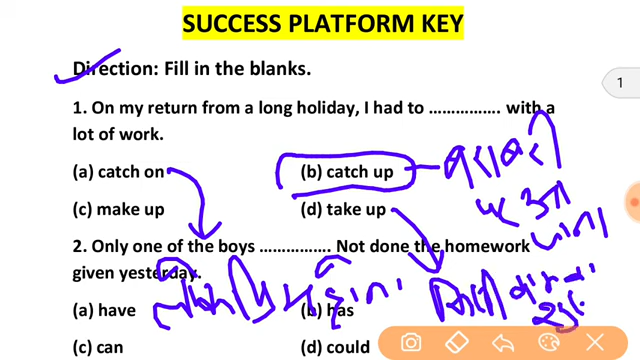 SUCCESS PLATFORM KEY
Direction: Fill in the blanks.
1. On my return from a long holiday, I had to ................ with a
lot of work.
(a) catch on
(b) catch up
(c) make up
(d) take up
2. Only one of the boys .............. Not done the homework
given yesterday.
(a) have
(b) has
(c) can
(d) could
1